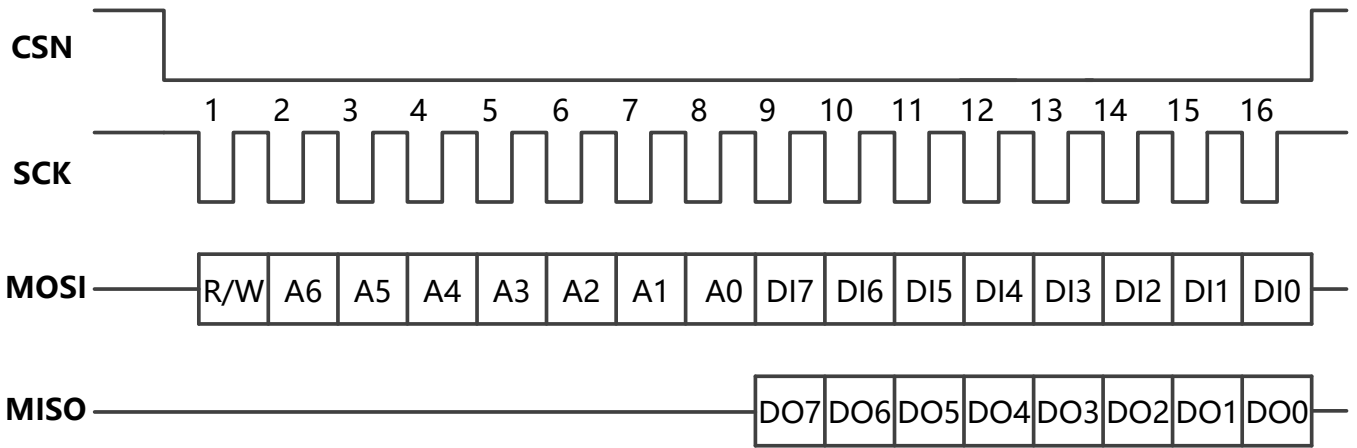 CSN
1 2 3 4 5 6 7 8 9 10 11 12 13 14 15 16
SCK
MOSI R/W A6 A5 A4 A3 A2 A1 A0 DI7 DI6 DI5 DI4 DI3 DI2 DI1 DI0
MISO DO7 DO6 DO5 DO4 DO3 DO2 DO1 DO0